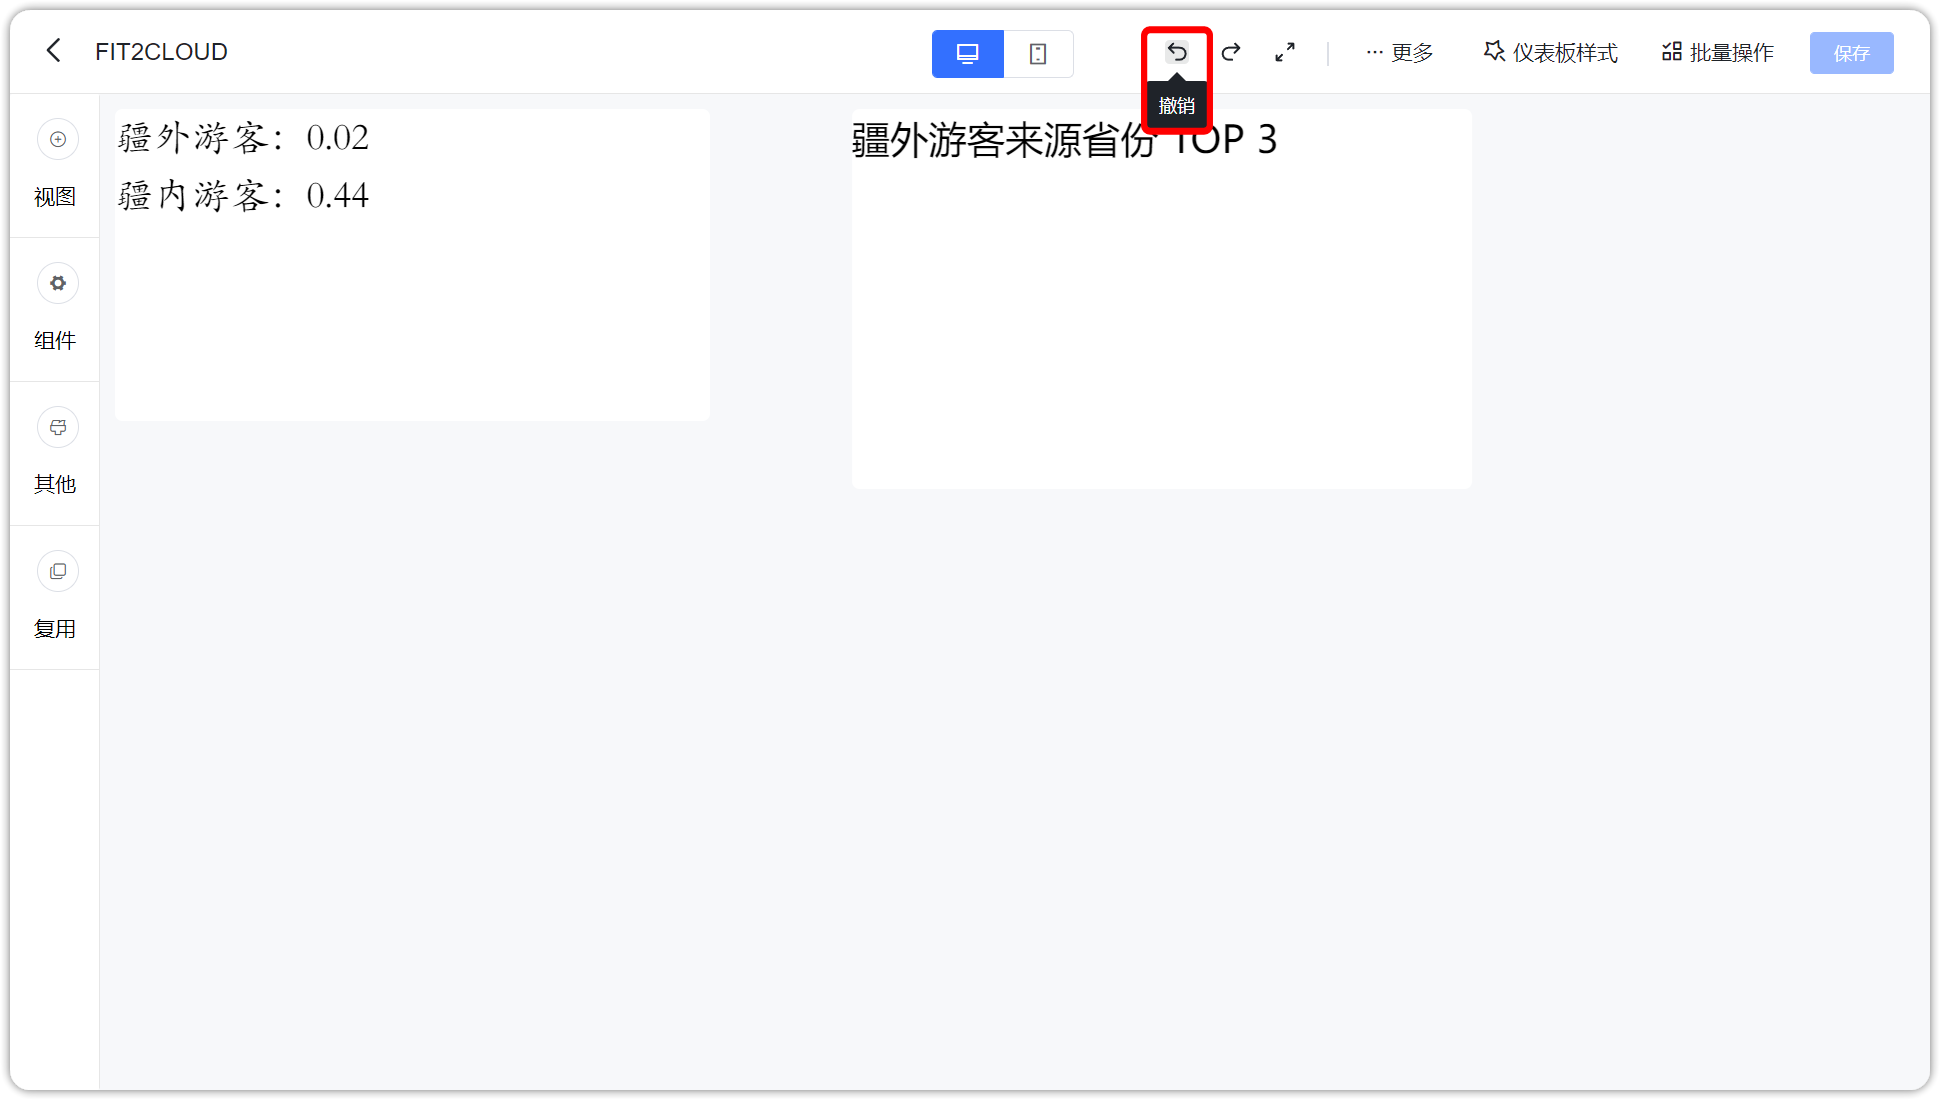 FIT2CLOUD
更多
仪表板样式
批量操作
保存
撤销
视图
组件
其他
复用
疆外游客：0.02
疆内游客：0.44
疆外游客来源省份 TOP 3